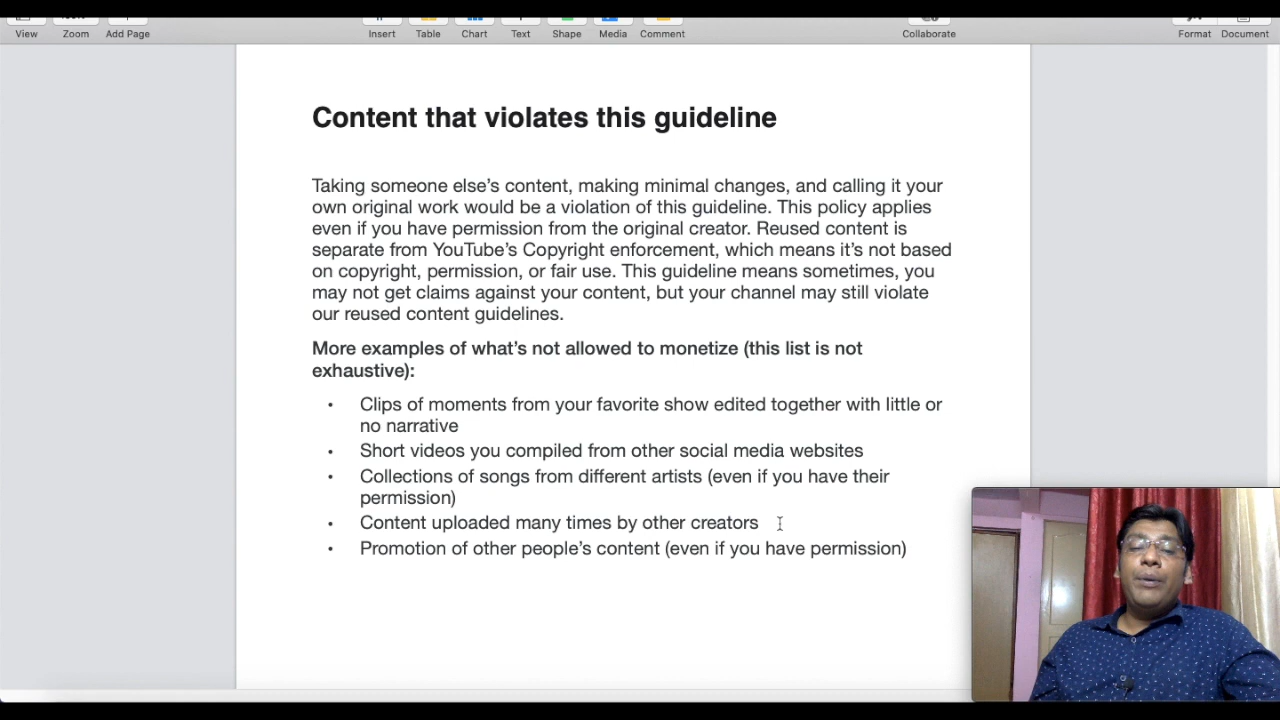 View Zoom Add Page Insert Table Chart Text Shape Media Comment Collaborate Format Document
Content that violates this guideline
Taking someone else’s content, making minimal changes, and calling it your
own original work would be a violation of this guideline. This policy applies
even if you have permission from the original creator. Reused content is
separate from YouTube’s Copyright enforcement, which means it’s not based
on copyright, permission, or fair use. This guideline means sometimes, you
may not get claims against your content, but your channel may still violate
our reused content guidelines.
More examples of what’s not allowed to monetize (this list is not
exhaustive):
• Clips of moments from your favorite show edited together with little or
no narrative
• Short videos you compiled from other social media websites
• Collections of songs from different artists (even if you have their
permission)
• Content uploaded many times by other creators
• Promotion of other people’s content (even if you have permission)